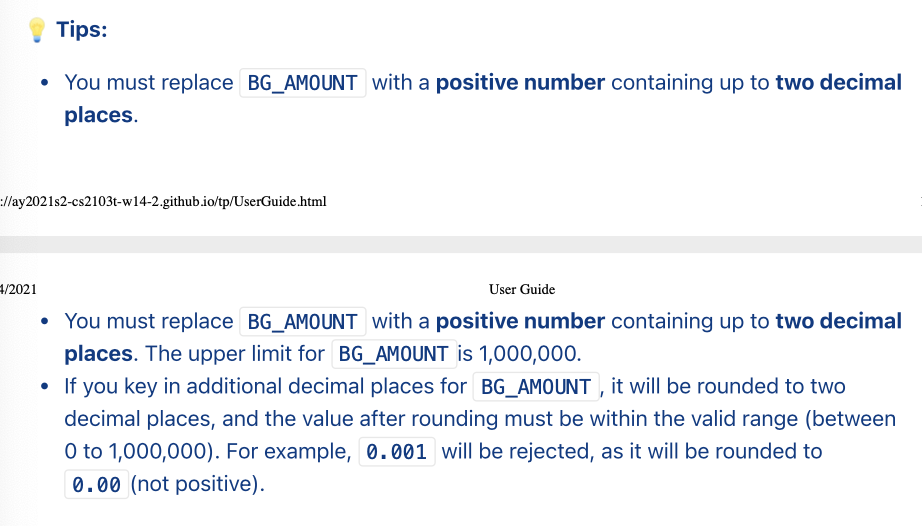 💡 Tips:
• You must replace BG_AMOUNT with a positive number containing up to two decimal
places.
://ay2021s2-cs2103t-w14-2.github.io/tp/UserGuide.html
4/2021
User Guide
• You must replace BG_AMOUNT with a positive number containing up to two decimal
places. The upper limit for BG_AMOUNT is 1,000,000.
• If you key in additional decimal places for BG_AMOUNT, it will be rounded to two
decimal places, and the value after rounding must be within the valid range (between
0 to 1,000,000). For example, 0.001 will be rejected, as it will be rounded to
0.00 (not positive).